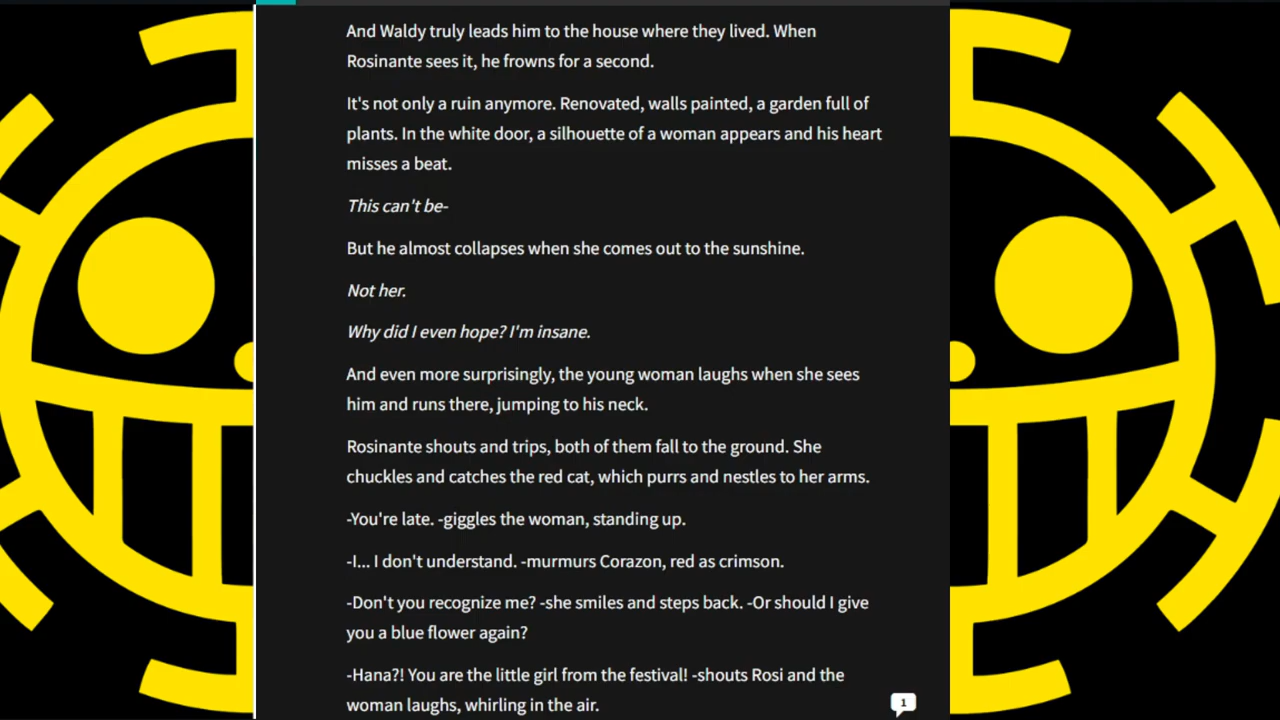 And Waldy truly leads him to the house where they lived. When
Rosinante sees it, he frowns for a second.
It's not only a ruin anymore. Renovated, walls painted, a garden full of
plants. In the white door, a silhouette of a woman appears and his heart
misses a beat.
This can't be-
But he almost collapses when she comes out to the sunshine.
Not her.
Why did I even hope? I'm insane.
And even more surprisingly, the young woman laughs when she sees
him and runs there, jumping to his neck.
Rosinante shouts and trips, both of them fall to the ground. She
chuckles and catches the red cat, which purrs and nestles to her arms.
-You're late. -giggles the woman, standing up.
-I... I don't understand. -murmurs Corazon, red as crimson.
-Don't you recognize me? -she smiles and steps back. -Or should I give
you a blue flower again?
-Hana?! You are the little girl from the festival! -shouts Rosi and the
woman laughs, whirling in the air.
1